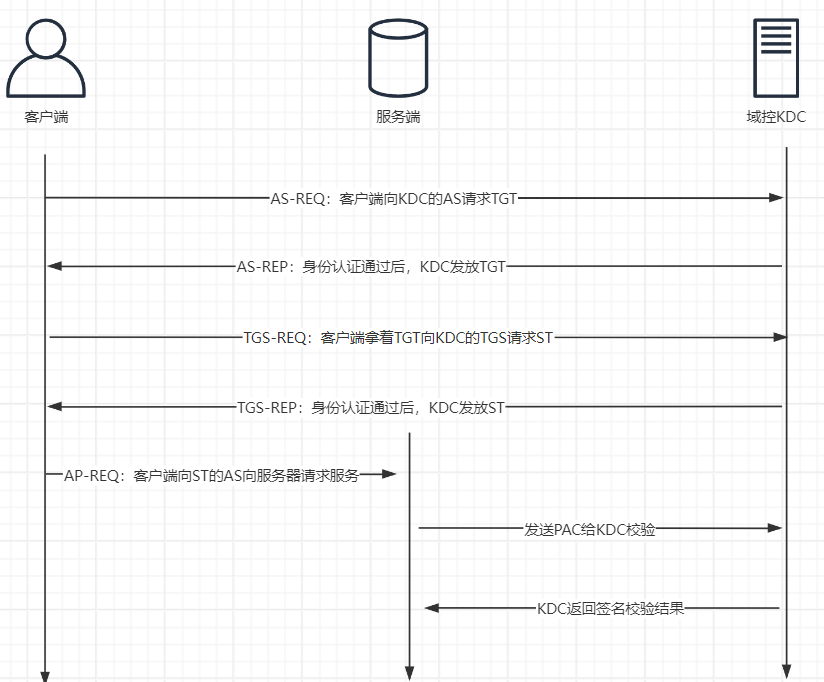 客户端
服务端
域控KDC
AS-REQ：客户端向KDC的AS请求TGT
AS-REP：身份认证通过后，KDC发放TGT
TGS-REQ：客户端拿着TGT向KDC的TGS请求ST
TGS-REP：身份认证通过后，KDC发放ST
AP-REQ：客户端向ST的AS向服务器请求服务
发送PAC给KDC校验
KDC返回签名校验结果